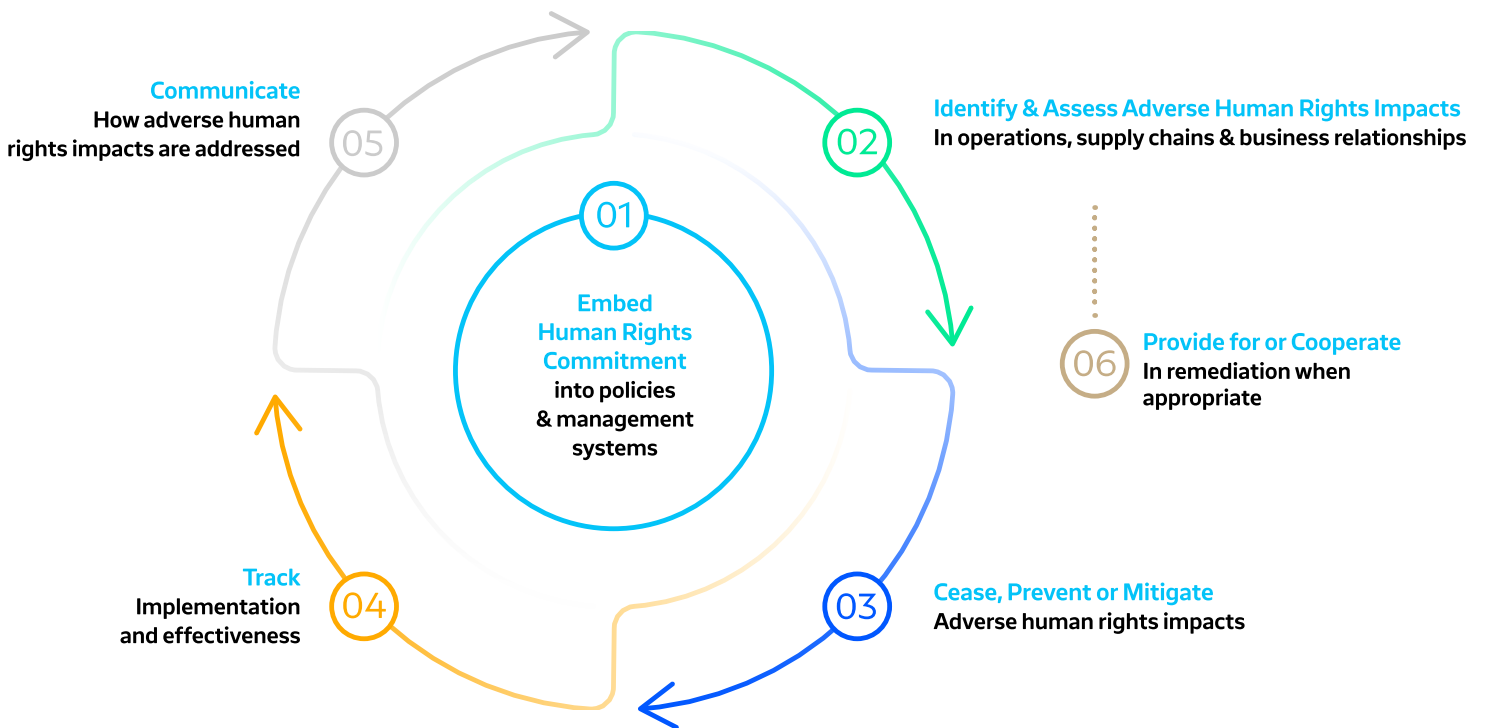 01
Embed
Human Rights
Commitment
into policies
& management
systems
02
Identify & Assess Adverse Human Rights Impacts
In operations, supply chains & business relationships
03
Cease, Prevent or Mitigate
Adverse human rights impacts
04
Track
Implementation
and effectiveness
05
Communicate
How adverse human
rights impacts are addressed
06
Provide for or Cooperate
In remediation when
appropriate